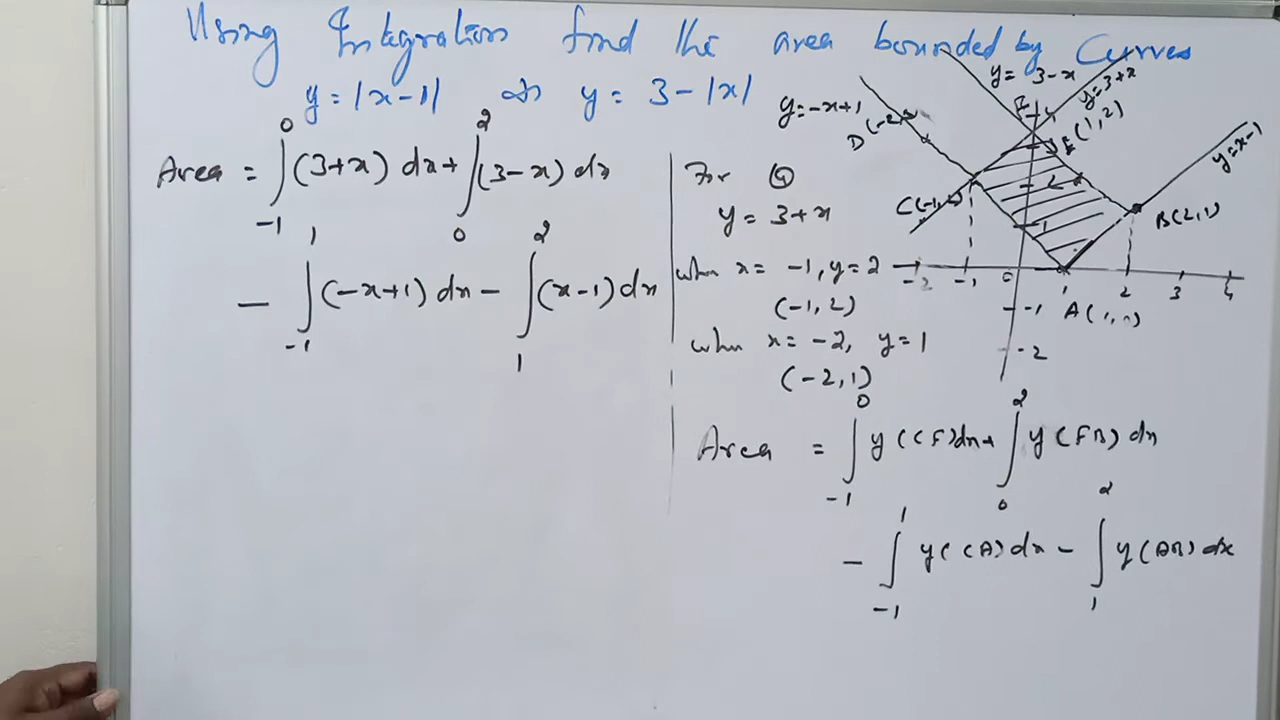 Using Integration find the area bounded by Curves
y = |x-1| & y = 3-|x|
Area = ∫_{-1}^{0} (3+x) dx + ∫_{0}^{2} (3-x) dx
- ∫_{-1}^{1} (-x+1) dx - ∫_{1}^{2} (x-1) dx
For
y = 3+x
when x = -1, y = 2
(-1, 2)
when x = -2, y = 1
(-2, 1)
Area = ∫_{-1}^{0} y(CF) dx + ∫_{0}^{2} y(FB) dx
- ∫_{-1}^{1} y(CA) dx - ∫_{1}^{2} y(AB) dx
y = 3-x
y = 3+x
y = -x+1
y = x-1
D
E(1,2)
B(2,1)
-2 -1 0 1 2 3 4
-1
-2